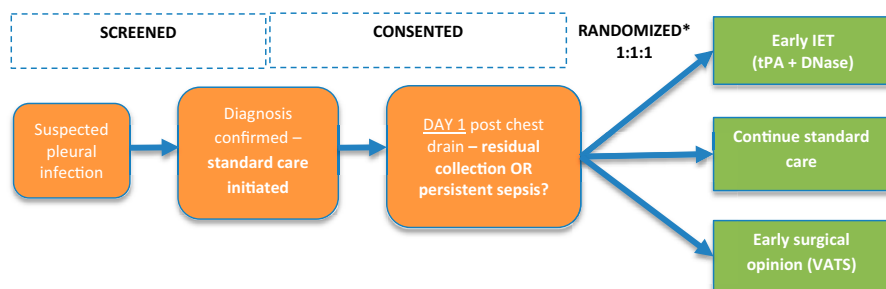 SCREENED
CONSENTED
RANDOMIZED*
1:1:1
Suspected
pleural
infection
Diagnosis
confirmed –
standard care
initiated
DAY 1 post chest
drain – residual
collection OR
persistent sepsis?
Early IET
(tPA + DNase)
Continue standard
care
Early surgical
opinion (VATS)